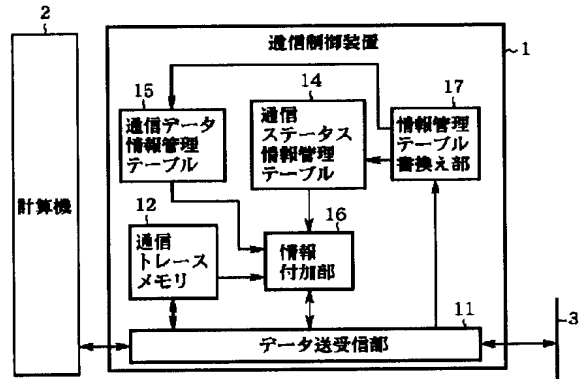 2
通信制御装置
1
15
通信データ
情報管理
テーブル
14
通信
ステータス
情報管理
テーブル
17
情報管理
テーブル
書換え部
計算機
12
通信
トレース
メモリ
16
情報
付加部
11
データ送受信部
3